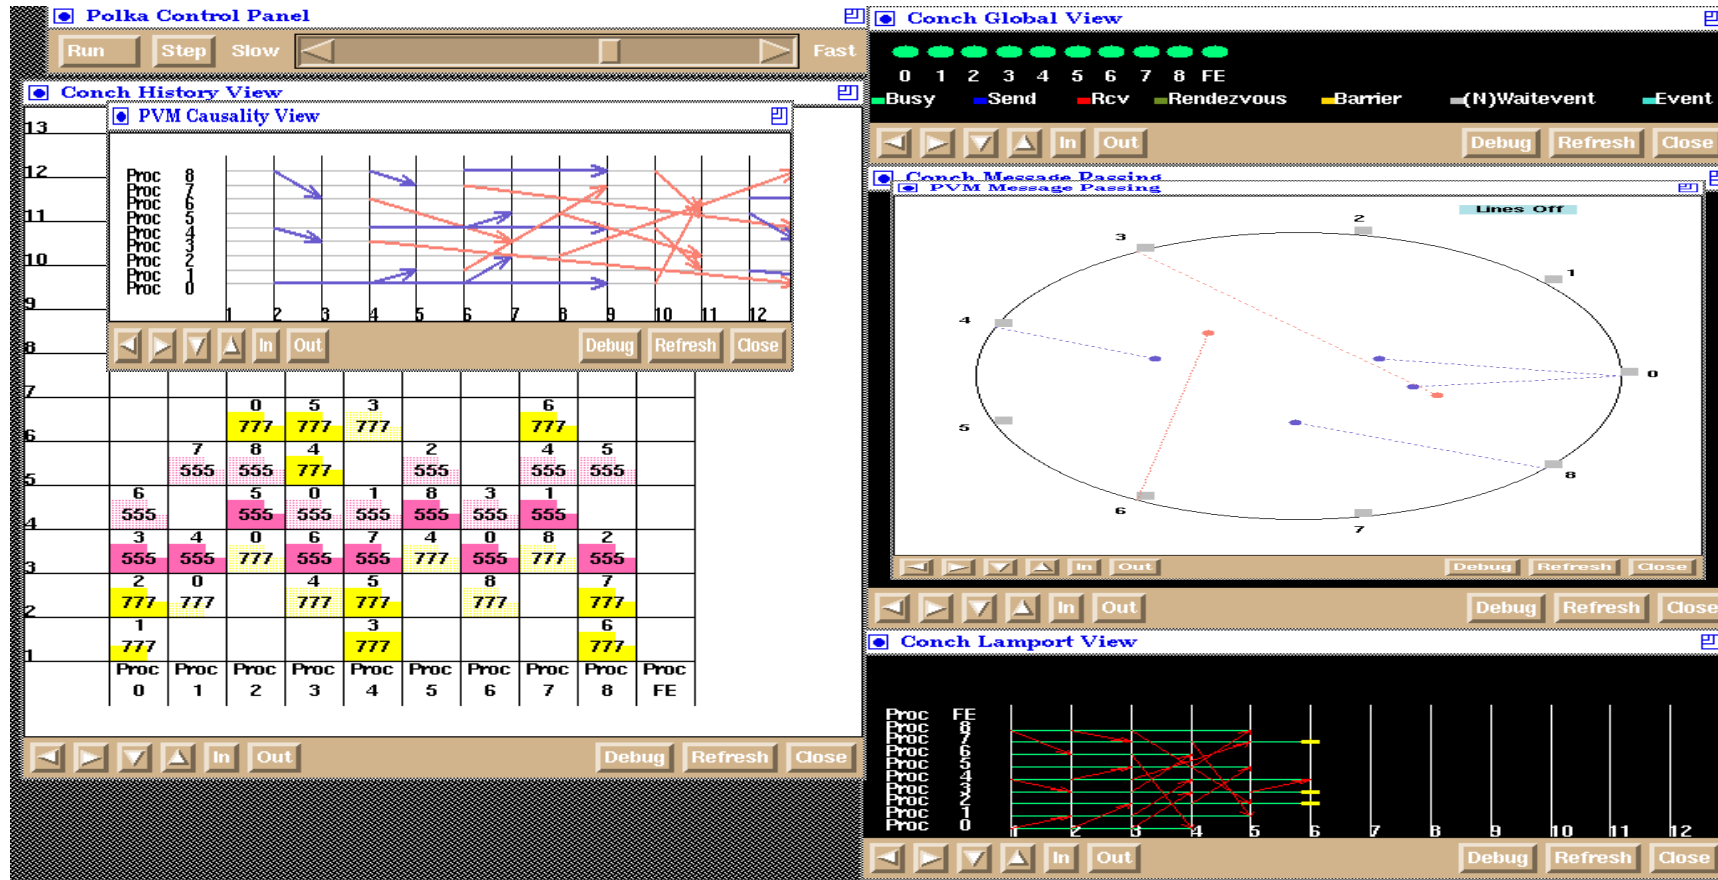 Polka Control Panel
Run Step Slow Fast
Conch History View
13
12
11
10
9
8
7
6
5
4
3
2
1
PVM Causality View
Proc 8
Proc 7
Proc 6
Proc 5
Proc 4
Proc 3
Proc 2
Proc 1
Proc 0
1 2 3 4 5 6 7 8 9 10 11 12
In Out Debug Refresh Close
0 5 3 6
777 777 777 777
7 8 4 2 4 5
555 555 777 555 555 555
6 5 0 1 8 3 1
555 555 555 555 555 555 555
3 4 0 6 7 4 0 8 2
555 555 777 555 555 777 555 777 555
2 0 4 5 8 7
777 777 777 777 777 777
1 3 6
777 777 777
Proc Proc Proc Proc Proc Proc Proc Proc Proc Proc
0 1 2 3 4 5 6 7 8 FE
In Out Debug Refresh Close
Conch Global View
0 1 2 3 4 5 6 7 8 FE
Busy Send Rcv Rendezvous Barrier (N)Waitevent Event
In Out Debug Refresh Close
Conch Message Passing
PVM Message Passing
Lines Off
2
3
1
4
0
5
8
6
7
In Out Debug Refresh Close
In Out Debug Refresh Close
Conch Lamport View
Proc FE
Proc 8
Proc 7
Proc 6
Proc 5
Proc 4
Proc 3
Proc 2
Proc 1
Proc 0
1 2 3 4 5 6 7 8 9 10 11 12
In Out Debug Refresh Close